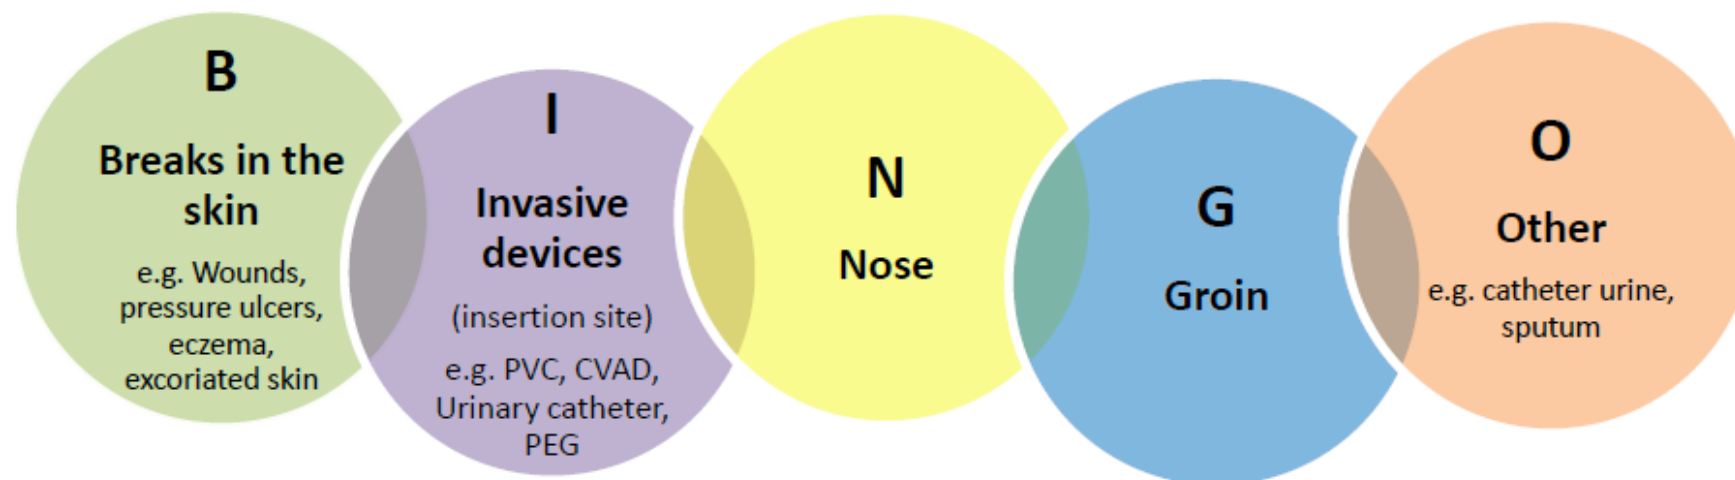 B
Breaks in the
skin
e.g. Wounds,
pressure ulcers,
eczema,
excoriated skin
I
Invasive
devices
(insertion site)
e.g. PVC, CVAD,
Urinary catheter,
PEG
N
Nose
G
Groin
O
Other
e.g. catheter urine,
sputum